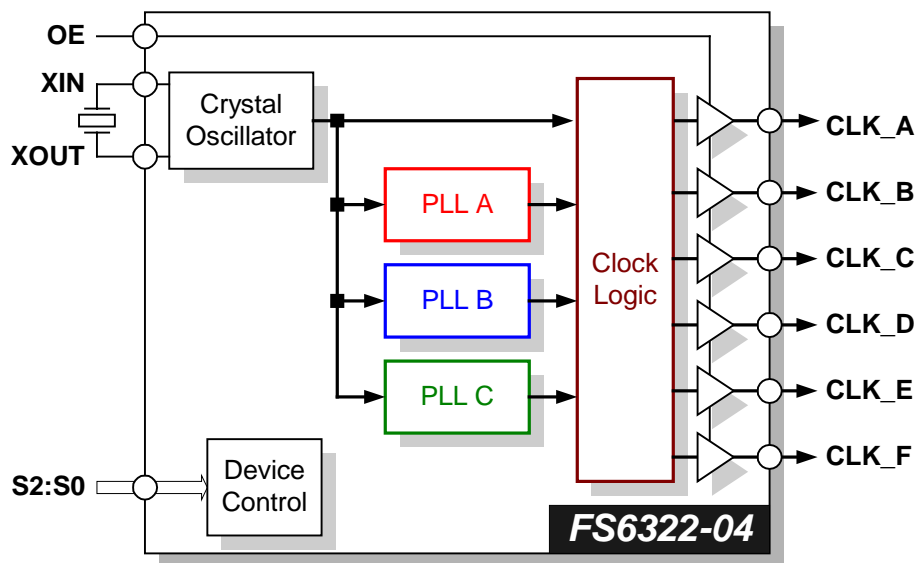 OE
XIN
XOUT
Crystal
Oscillator
PLL A
PLL B
PLL C
Clock
Logic
CLK_A
CLK_B
CLK_C
CLK_D
CLK_E
CLK_F
S2:S0
Device
Control
FS6322-04